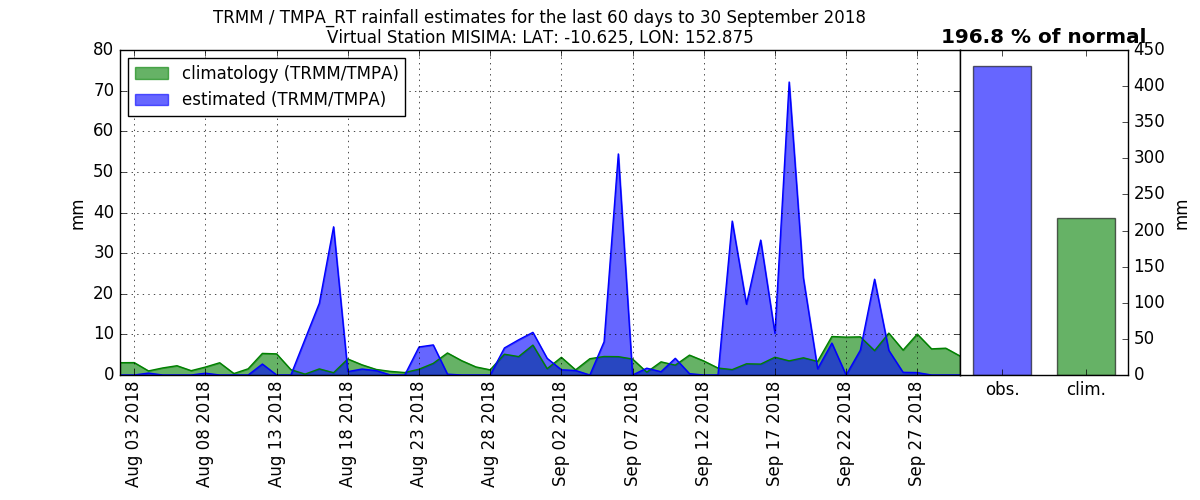 TRMM / TMPA_RT rainfall estimates for the last 60 days to 30 September 2018
Virtual Station MISIMA: LAT: -10.625, LON: 152.875
196.8 % of normal
climatology (TRMM/TMPA)
estimated (TRMM/TMPA)
mm
80
70
60
50
40
30
20
10
0
Aug 03 2018
Aug 08 2018
Aug 13 2018
Aug 18 2018
Aug 23 2018
Aug 28 2018
Sep 02 2018
Sep 07 2018
Sep 12 2018
Sep 17 2018
Sep 22 2018
Sep 27 2018
450
400
350
300
250
200
150
100
50
0
mm
obs.
clim.